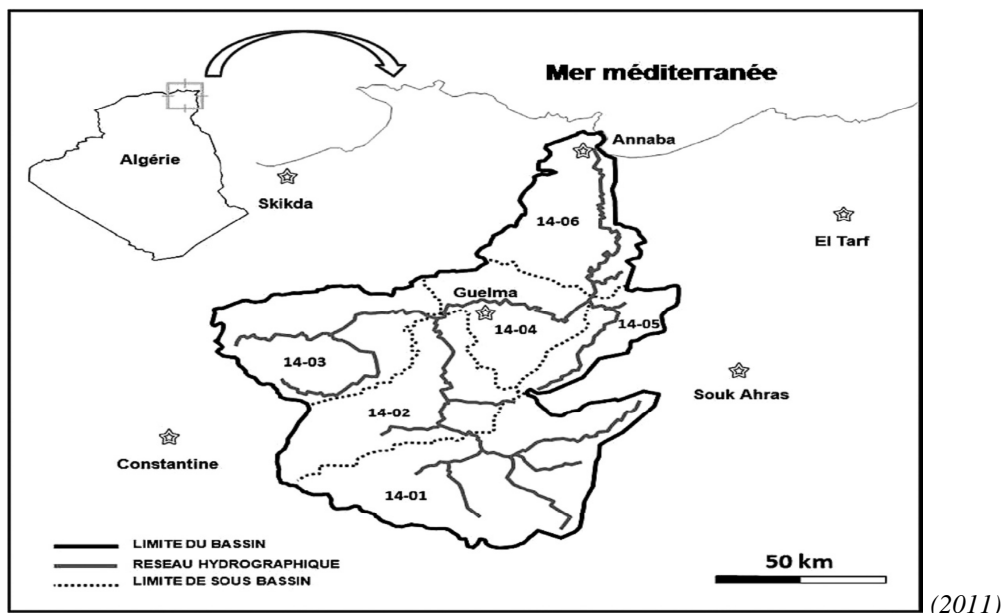 Mer méditerranée
Annaba
Algérie
Skikda
14-06
El Tarf
Guelma
14-04
14-05
14-03
Souk Ahras
14-02
Constantine
14-01
LIMITE DU BASSIN
RESEAU HYDROGRAPHIQUE
LIMITE DE SOUS BASSIN
50 km
(2011)